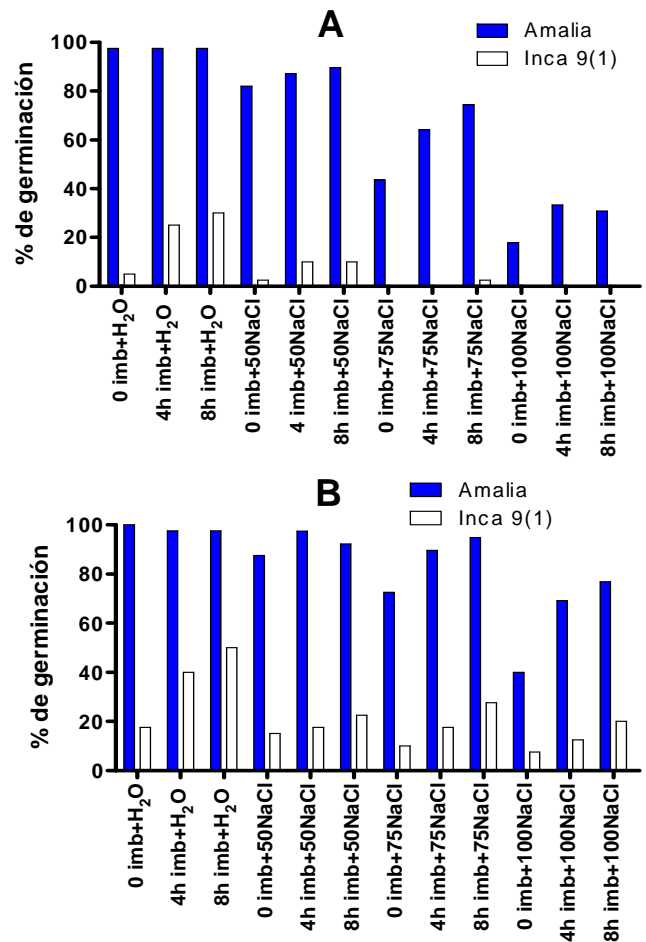 A
Amalia
Inca 9(1)
% de germinación
100
80
60
40
20
0
0 imb+H₂O
4h imb+H₂O
8h imb+H₂O
0 imb+50NaCl
4 imb+50NaCl
8h imb+50NaCl
0 imb+75NaCl
4h imb+75NaCl
8h imb+75NaCl
0 imb+100NaCl
4h imb+100NaCl
8h imb+100NaCl
B
Amalia
Inca 9(1)
% de germinación
100
80
60
40
20
0
0 imb+H₂O
4h imb+H₂O
8h imb+H₂O
0 imb+50NaCl
4h imb+50NaCl
8h imb+50NaCl
0 imb+75NaCl
4h imb+75NaCl
8h imb+75NaCl
0 imb+100NaCl
4h imb+100NaCl
8h imb+100NaCl